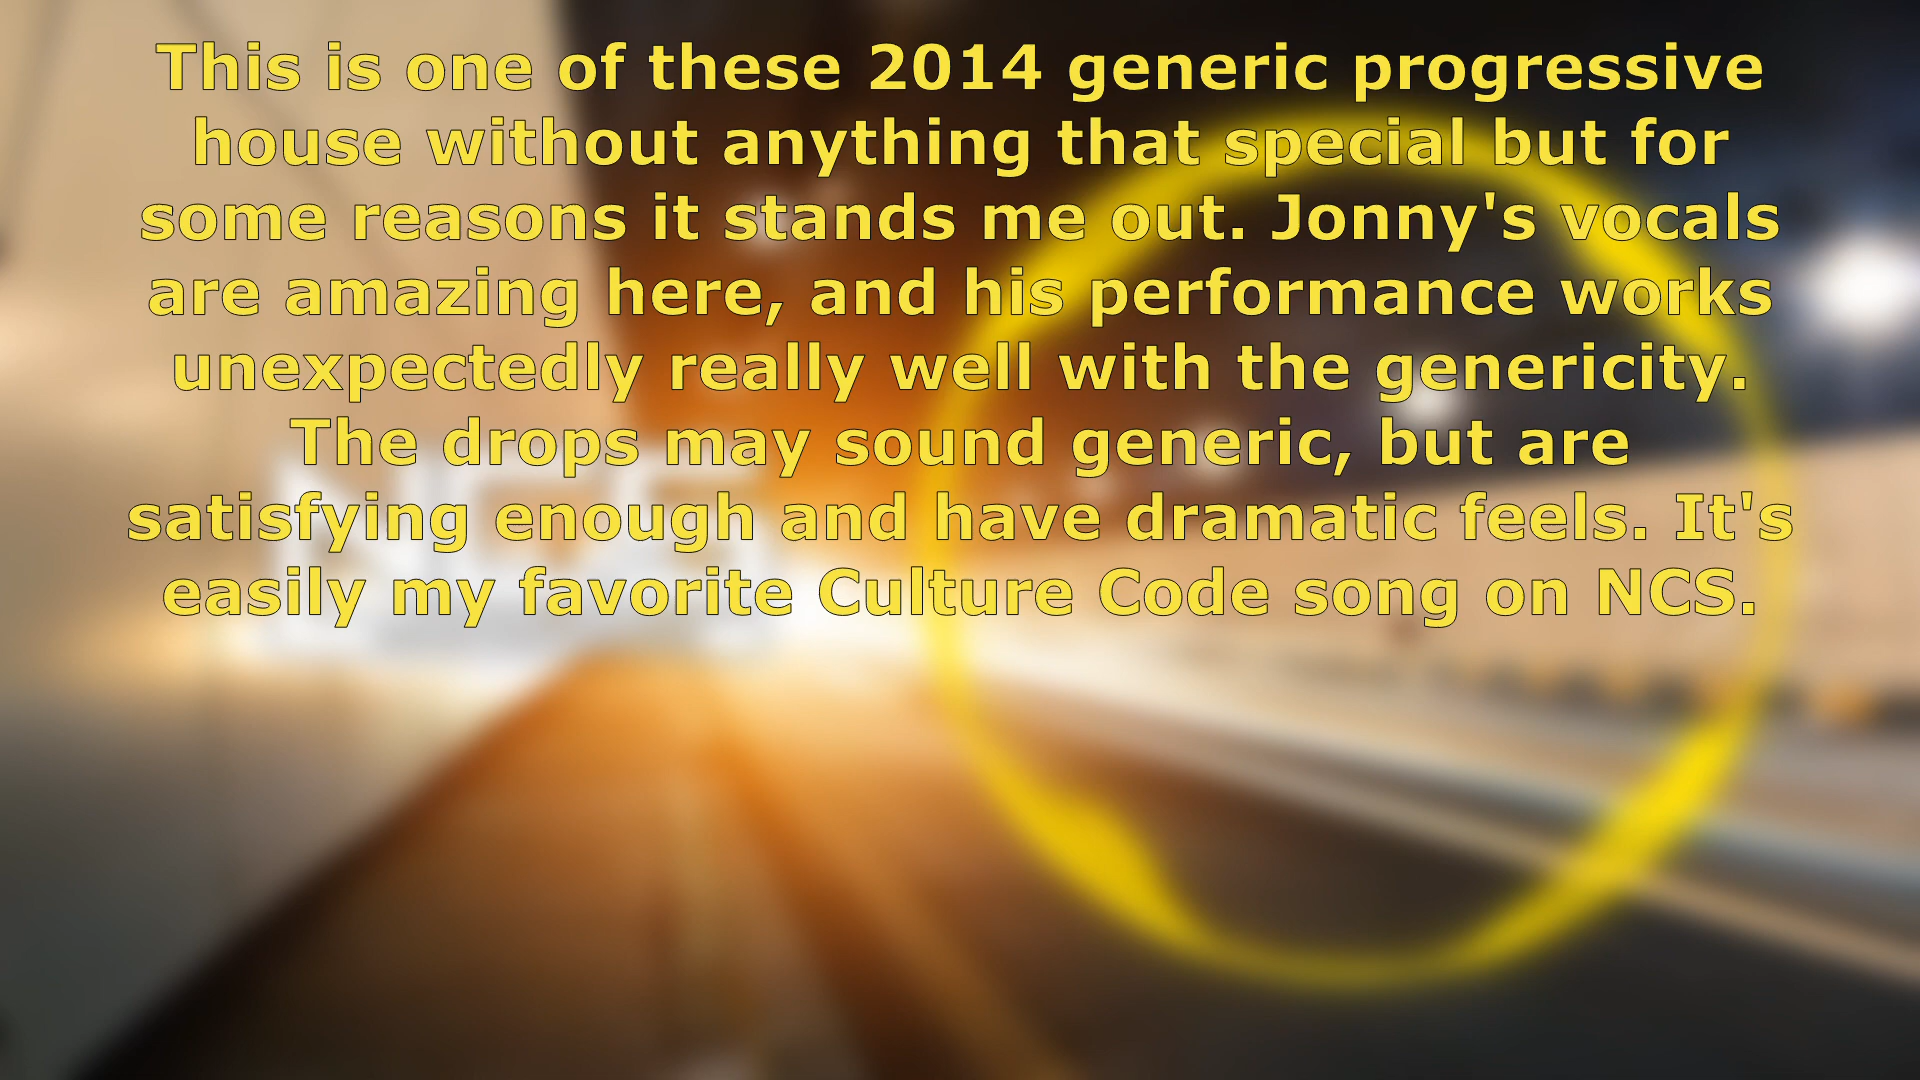 This is one of these 2014 generic progressive
house without anything that special but for
some reasons it stands me out. Jonny's vocals
are amazing here, and his performance works
unexpectedly really well with the genericity.
The drops may sound generic, but are
satisfying enough and have dramatic feels. It's
easily my favorite Culture Code song on NCS.